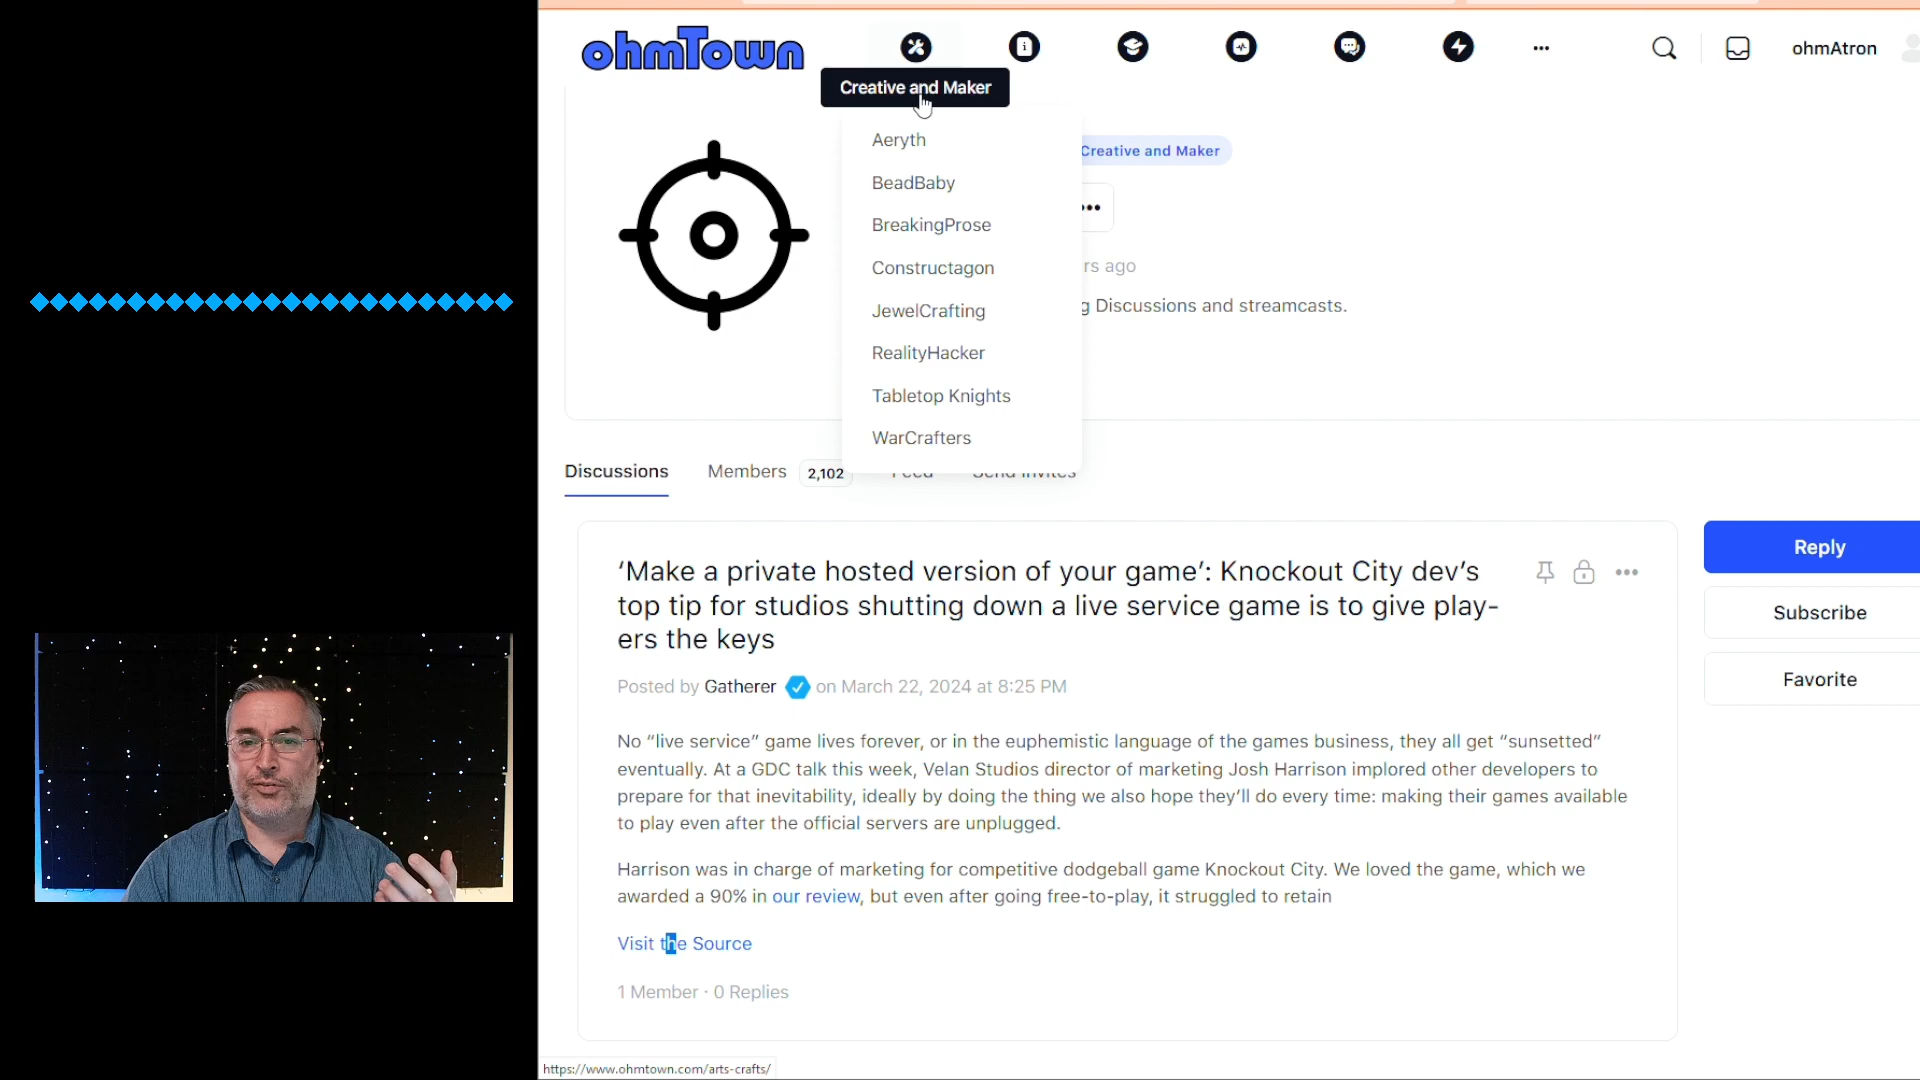 ohmTown
ohmAtron
Creative and Maker
Aeryth
BeadBaby
BreakingProse
Constructagon
JewelCrafting
RealityHacker
Tabletop Knights
WarCrafters
Creative and Maker
rs ago
g Discussions and streamcasts.
Discussions Members 2,102 Feed Send Invites
‘Make a private hosted version of your game’: Knockout City dev’s
top tip for studios shutting down a live service game is to give play-
ers the keys
Posted by Gatherer on March 22, 2024 at 8:25 PM
No “live service” game lives forever, or in the euphemistic language of the games business, they all get “sunsetted”
eventually. At a GDC talk this week, Velan Studios director of marketing Josh Harrison implored other developers to
prepare for that inevitability, ideally by doing the thing we also hope they’ll do every time: making their games available
to play even after the official servers are unplugged.
Harrison was in charge of marketing for competitive dodgeball game Knockout City. We loved the game, which we
awarded a 90% in our review, but even after going free-to-play, it struggled to retain
Visit the Source
1 Member · 0 Replies
Reply
Subscribe
Favorite
https://www.ohmtown.com/arts-crafts/